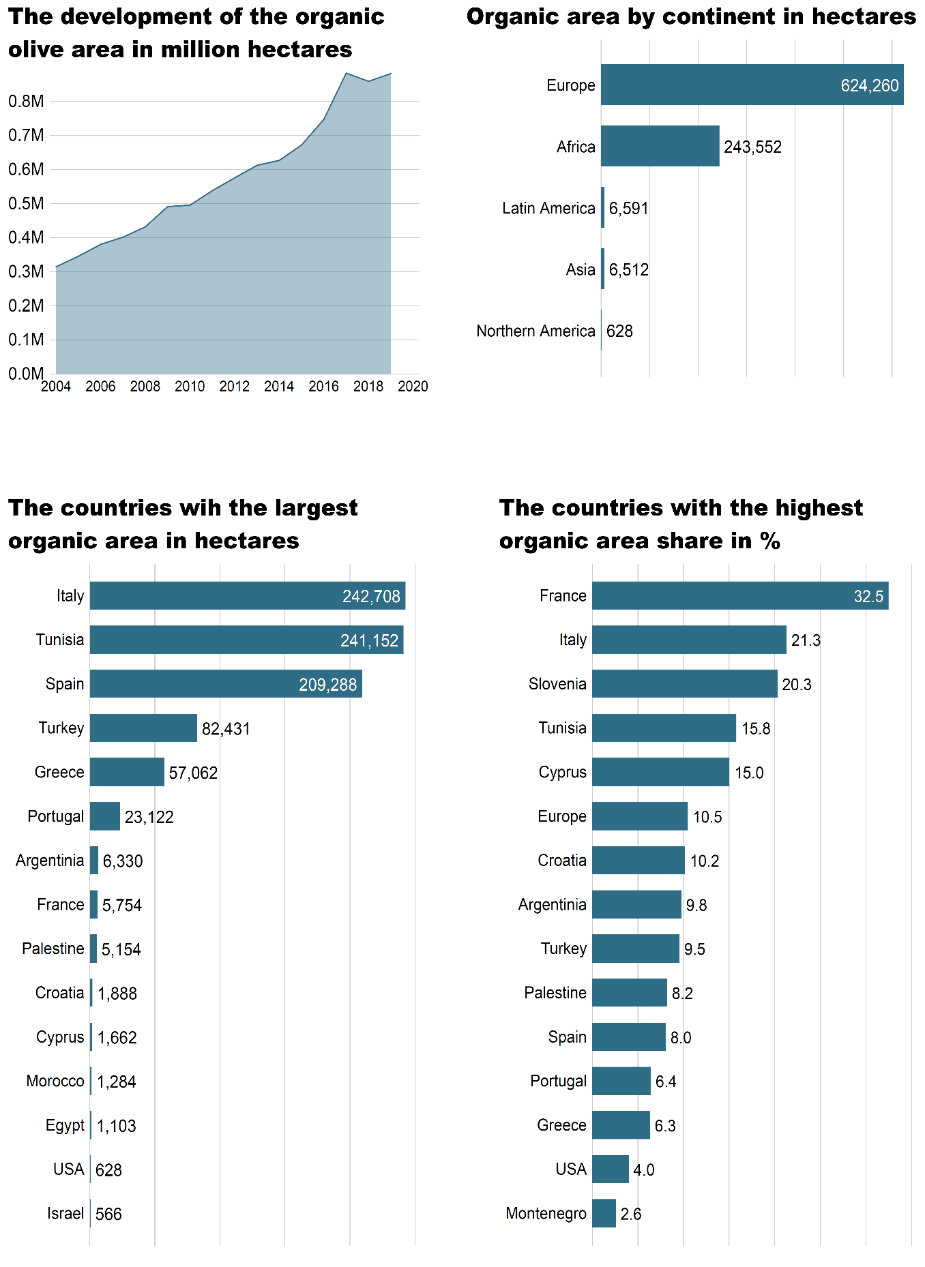 The development of the organic
olive area in million hectares
0.8M
0.7M
0.6M
0.5M
0.4M
0.3M
0.2M
0.1M
0.0M
2004 2006 2008 2010 2012 2014 2016 2018 2020
Organic area by continent in hectares
Europe 624,260
Africa 243,552
Latin America 6,591
Asia 6,512
Northern America 628
The countries wih the largest
organic area in hectares
Italy 242,708
Tunisia 241,152
Spain 209,288
Turkey 82,431
Greece 57,062
Portugal 23,122
Argentinia 6,330
France 5,754
Palestine 5,154
Croatia 1,888
Cyprus 1,662
Morocco 1,284
Egypt 1,103
USA 628
Israel 566
The countries with the highest
organic area share in %
France 32.5
Italy 21.3
Slovenia 20.3
Tunisia 15.8
Cyprus 15.0
Europe 10.5
Croatia 10.2
Argentinia 9.8
Turkey 9.5
Palestine 8.2
Spain 8.0
Portugal 6.4
Greece 6.3
USA 4.0
Montenegro 2.6